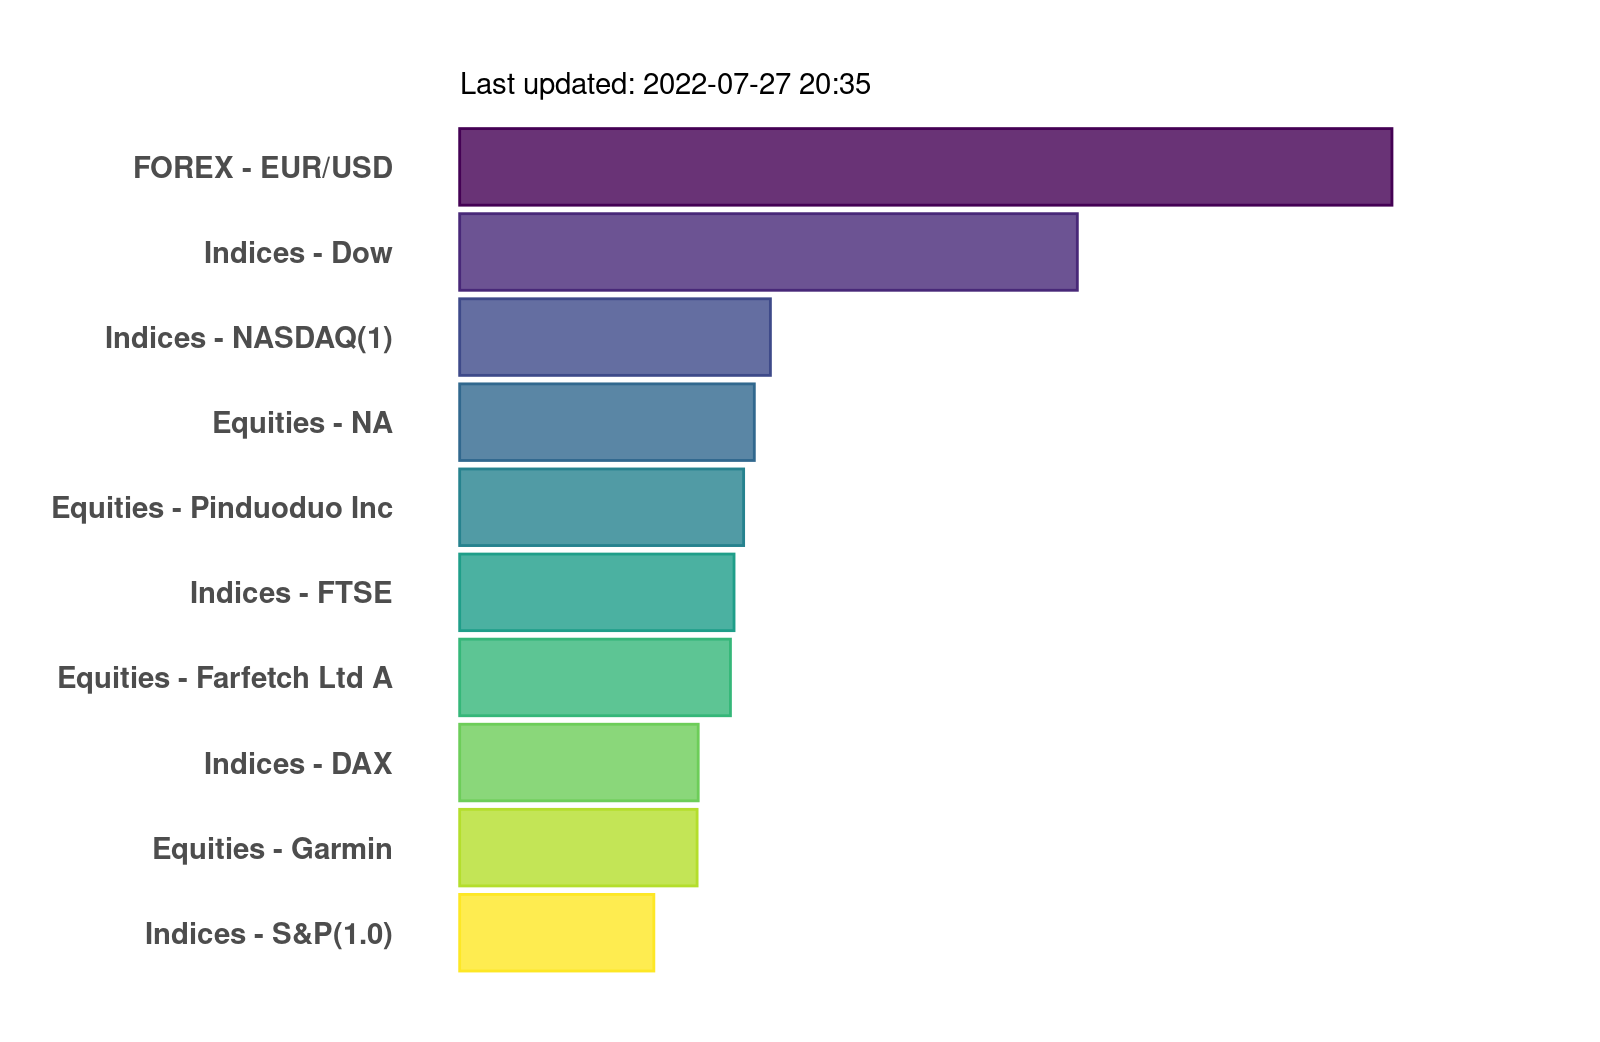 Last updated: 2022-07-27 20:35
FOREX - EUR/USD
Indices - Dow
Indices - NASDAQ(1)
Equities - NA
Equities - Pinduoduo Inc
Indices - FTSE
Equities - Farfetch Ltd A
Indices - DAX
Equities - Garmin
Indices - S&P(1.0)